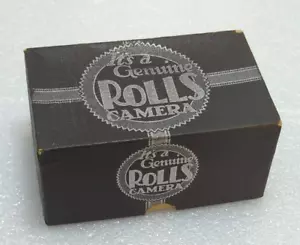 It's a
Genuine
ROLLS
CAMERA
It's a
Genuine
ROLLS
CAMERA